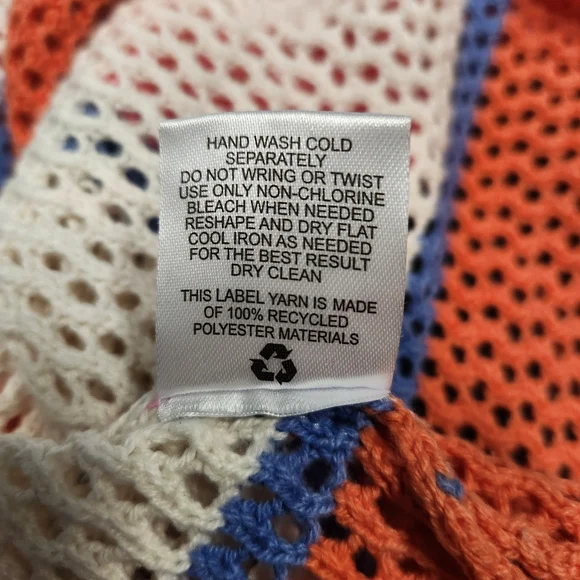 HAND WASH COLD
SEPARATELY
DO NOT WRING OR TWIST
USE ONLY NON-CHLORINE
BLEACH WHEN NEEDED
RESHAPE AND DRY FLAT
COOL IRON AS NEEDED
FOR THE BEST RESULT
DRY CLEAN
THIS LABEL YARN IS MADE
OF 100% RECYCLED
POLYESTER MATERIALS